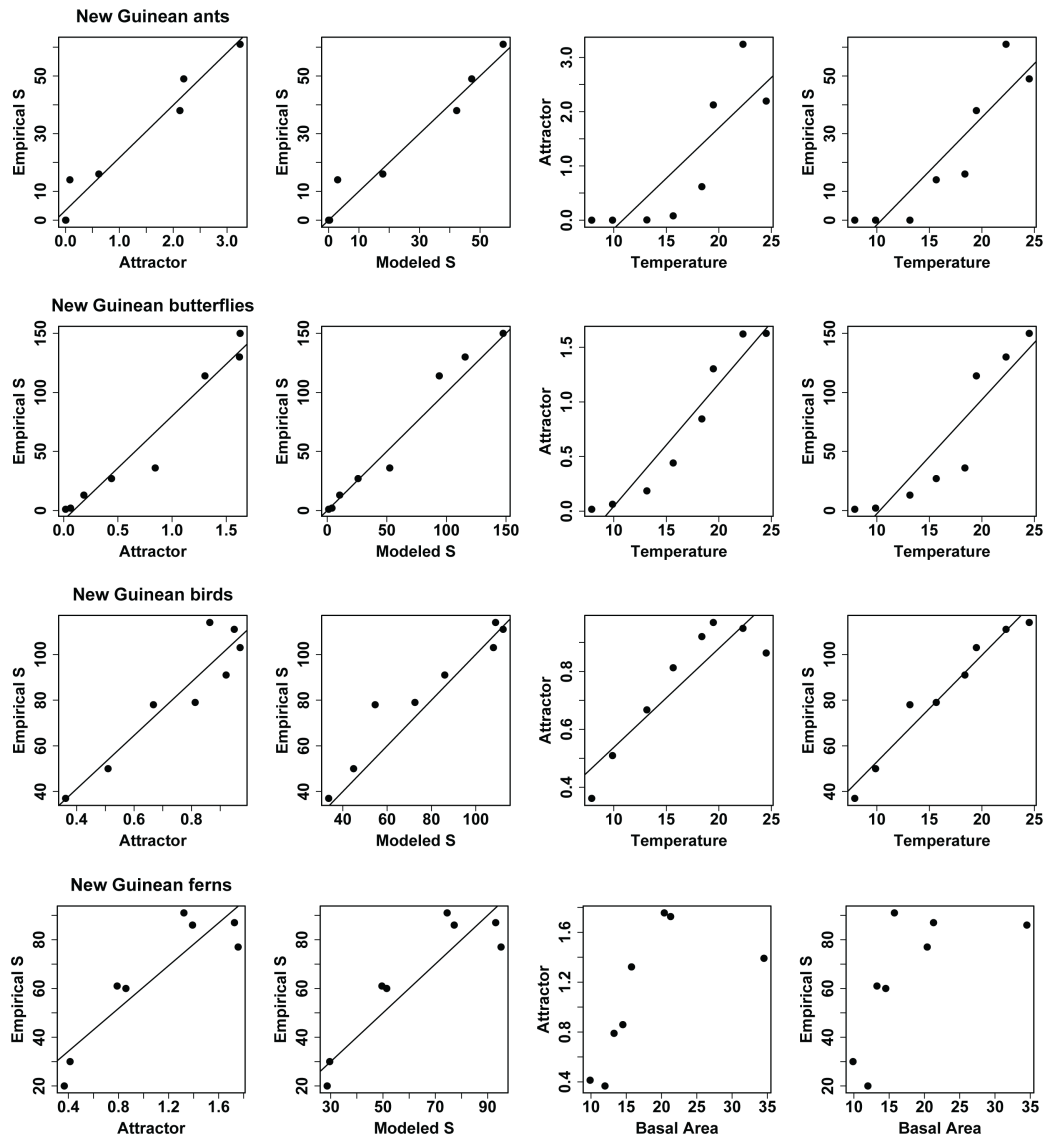 New Guinean ants
Empirical S
0 10 30 50
0.0 1.0 2.0 3.0
Attractor
Empirical S
0 10 30 50
0 10 30 50
Modeled S
Attractor
0.0 1.0 2.0 3.0
10 15 20 25
Temperature
Empirical S
0 10 30 50
10 15 20 25
Temperature
New Guinean butterflies
Empirical S
0 50 100 150
0.0 0.5 1.0 1.5
Attractor
Empirical S
0 50 100 150
0 50 100 150
Modeled S
Attractor
0.0 0.5 1.0 1.5
10 15 20 25
Temperature
Empirical S
0 50 100 150
10 15 20 25
Temperature
New Guinean birds
Empirical S
40 60 80 100
0.4 0.6 0.8
Attractor
Empirical S
40 60 80 100
40 60 80 100
Modeled S
Attractor
0.4 0.6 0.8
10 15 20 25
Temperature
Empirical S
40 60 80 100
10 15 20 25
Temperature
New Guinean ferns
Empirical S
20 40 60 80
0.4 0.8 1.2 1.6
Attractor
Empirical S
20 40 60 80
30 50 70 90
Modeled S
Attractor
0.4 0.8 1.2 1.6
10 15 20 25 30 35
Basal Area
Empirical S
20 40 60 80
10 15 20 25 30 35
Basal Area